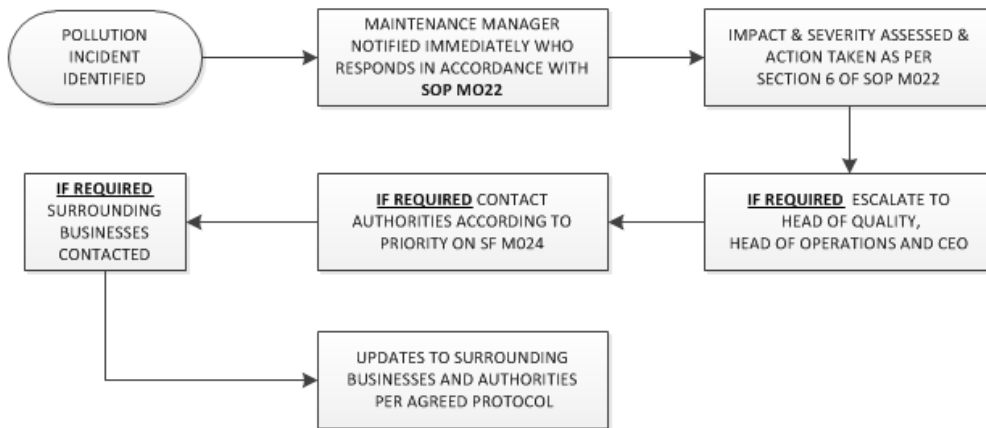 POLLUTION
INCIDENT
IDENTIFIED
MAINTENANCE MANAGER
NOTIFIED IMMEDIATELY WHO
RESPONDS IN ACCORDANCE WITH
SOP MO22
IMPACT & SEVERITY ASSESSED &
ACTION TAKEN AS PER
SECTION 6 OF SOP M022
IF REQUIRED ESCALATE TO
HEAD OF QUALITY,
HEAD OF OPERATIONS AND CEO
IF REQUIRED CONTACT
AUTHORITIES ACCORDING TO
PRIORITY ON SF M024
IF REQUIRED
SURROUNDING
BUSINESSES
CONTACTED
UPDATES TO SURROUNDING
BUSINESSES AND AUTHORITIES
PER AGREED PROTOCOL